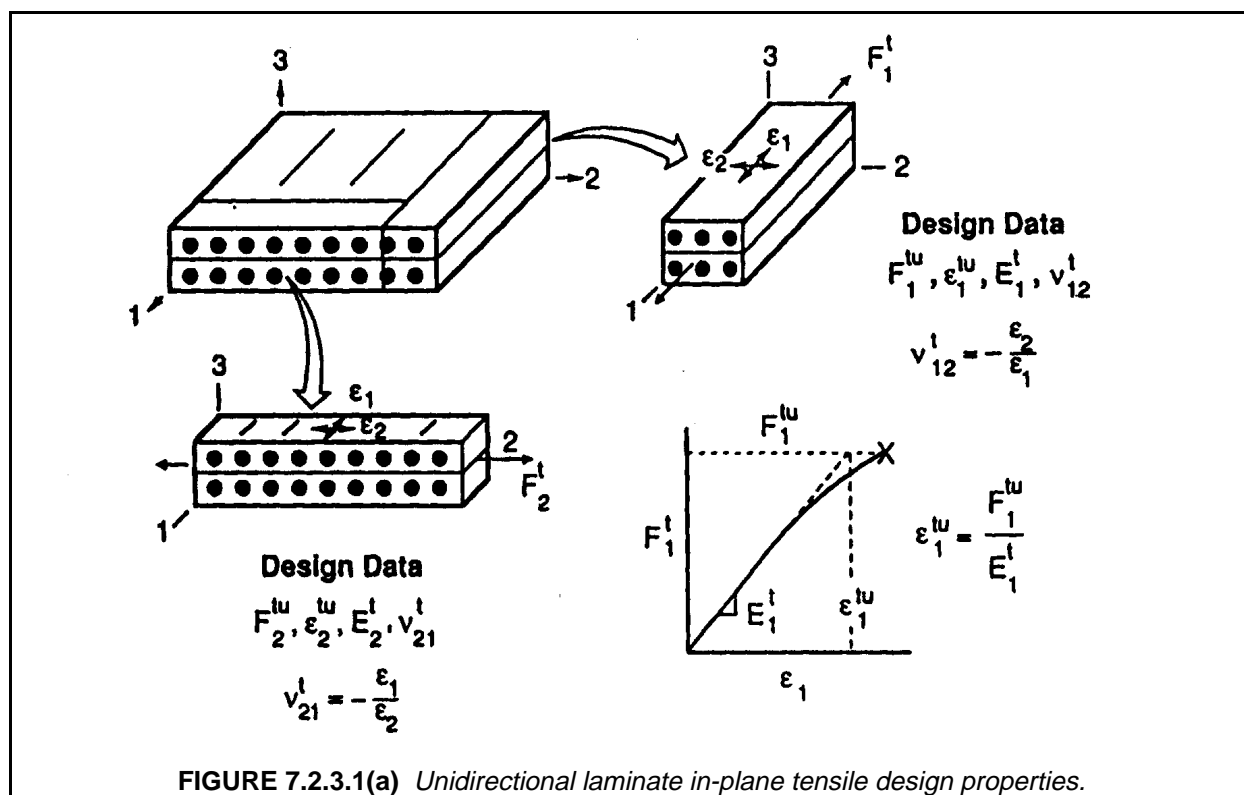 3
2
1
3
F₁ᵗ
ε₁
ε₂
2
1
Design Data
F₁ᵗᵘ, ε₁ᵗᵘ, E₁ᵗ, ν₁₂ᵗ
ν₁₂ᵗ = - ε₂/ε₁
3
ε₁
ε₂
2
F₂ᵗ
1
Design Data
F₂ᵗᵘ, ε₂ᵗᵘ, E₂ᵗ, ν₂₁ᵗ
ν₂₁ᵗ = - ε₁/ε₂
F₁ᵗᵘ
X
F₁ᵗ
E₁ᵗ
ε₁ᵗᵘ
ε₁
ε₁ᵗᵘ = F₁ᵗᵘ/E₁ᵗ
FIGURE 7.2.3.1(a) Unidirectional laminate in-plane tensile design properties.